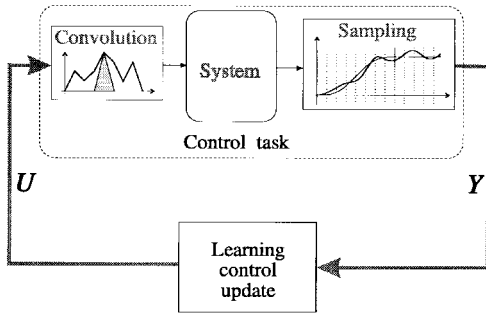 Convolution
System
Sampling
Control task
U
Y
Learning
control
update